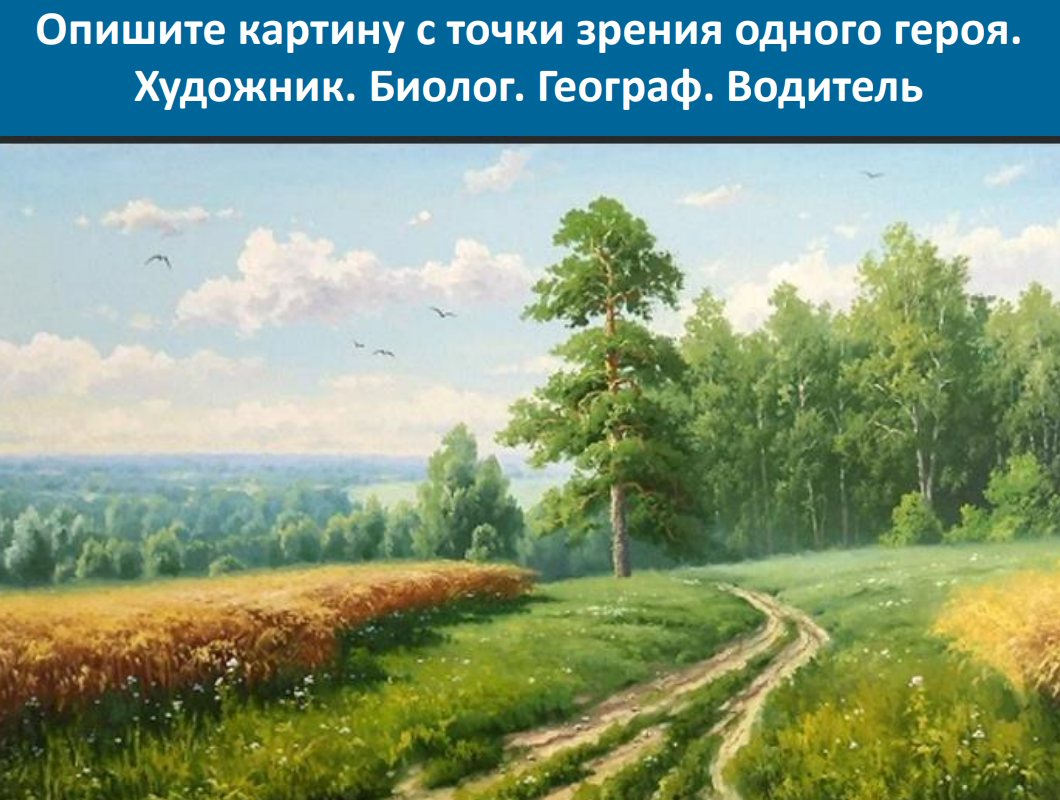 Опишите картину с точки зрения одного героя.
Художник. Биолог. Географ. Водитель